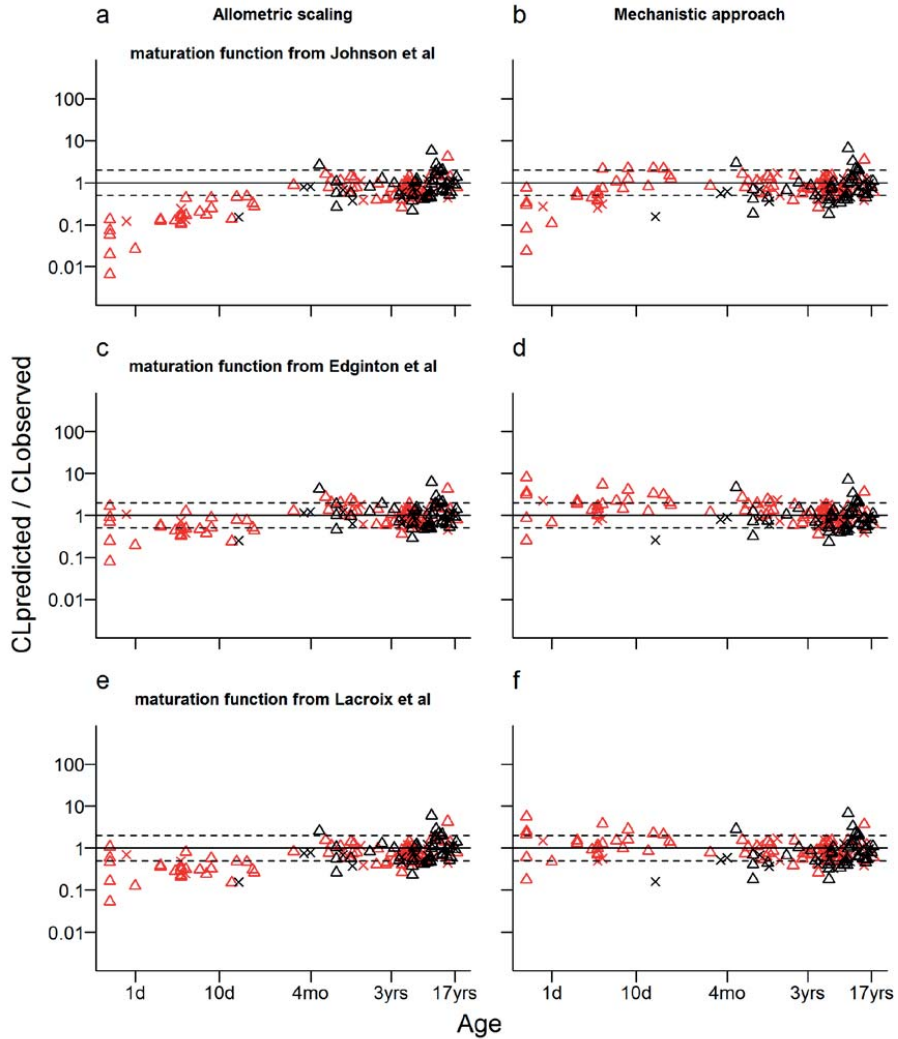 a Allometric scaling b Mechanistic approach
maturation function from Johnson et al
100
10
1
0.1
0.01
c d
maturation function from Edginton et al
100
10
1
0.1
0.01
CLpredicted / CLobserved
e f
maturation function from Lacroix et al
100
10
1
0.1
0.01
1d 10d 4mo 3yrs 17yrs 1d 10d 4mo 3yrs 17yrs
Age